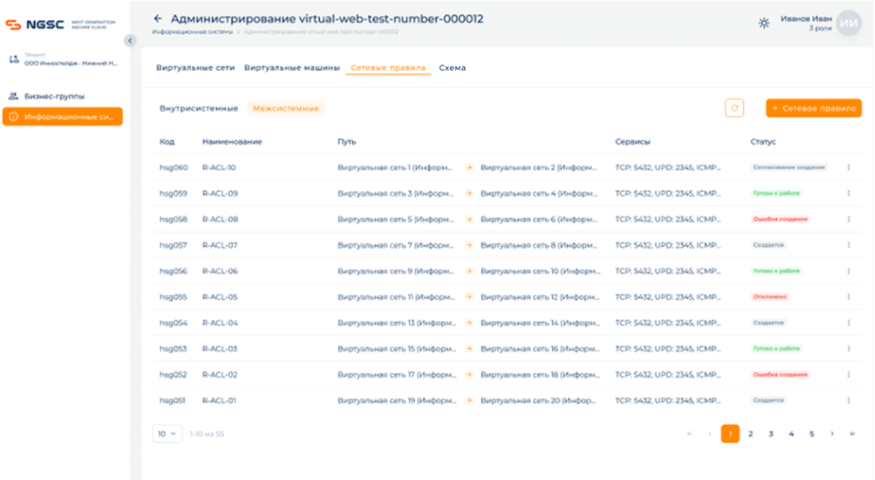 NGSC NEXT GENERATION SECURE CLOUD
Тенант
ООО Инностейдж - Нижний Н...
Бизнес-группы
Информационные си...
← Администрирование virtual-web-test-number-000012
Информационные системы > Администрирование virtual-web-test-number-000012
Иванов Иван
3 роли
ИИ
Виртуальные сети Виртуальные машины Сетевые правила Схема
Внутрисистемные Межсистемные
+ Сетевое правило
Код Наименование Путь Сервисы Статус
hsg060 R-ACL-10 Виртуальная сеть 1 (Информ... → Виртуальная сеть 2 (Информ... TCP: 5432, UPD: 2345, ICMP... Согласование создания
hsg059 R-ACL-09 Виртуальная сеть 3 (Информ... → Виртуальная сеть 4 (Информ... TCP: 5432, UPD: 2345, ICMP... Готово к работе
hsg058 R-ACL-08 Виртуальная сеть 5 (Информ... → Виртуальная сеть 6 (Информ... TCP: 5432, UPD: 2345, ICMP... Ошибка создания
hsg057 R-ACL-07 Виртуальная сеть 7 (Информ... → Виртуальная сеть 8 (Информ... TCP: 5432, UPD: 2345, ICMP... Создается
hsg056 R-ACL-06 Виртуальная сеть 9 (Информ... → Виртуальная сеть 10 (Информ... TCP: 5432, UPD: 2345, ICMP... Готово к работе
hsg055 R-ACL-05 Виртуальная сеть 11 (Информ... → Виртуальная сеть 12 (Информ... TCP: 5432, UPD: 2345, ICMP... Отклонено
hsg054 R-ACL-04 Виртуальная сеть 13 (Информ... → Виртуальная сеть 14 (Информ... TCP: 5432, UPD: 2345, ICMP... Создается
hsg053 R-ACL-03 Виртуальная сеть 15 (Информ... → Виртуальная сеть 16 (Информ... TCP: 5432, UPD: 2345, ICMP... Готово к работе
hsg052 R-ACL-02 Виртуальная сеть 17 (Информ... → Виртуальная сеть 18 (Информ... TCP: 5432, UPD: 2345, ICMP... Ошибка создания
hsg051 R-ACL-01 Виртуальная сеть 19 (Информ... → Виртуальная сеть 20 (Инфор... TCP: 5432, UPD: 2345, ICMP... Создается
10 1-10 из 55 « ‹ 1 2 3 4 5 › »